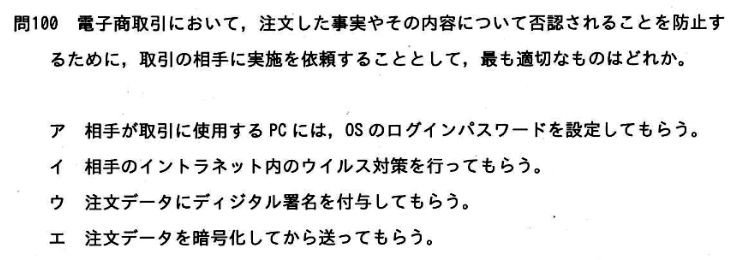 問100 電子商取引において，注文した事実やその内容について否認されることを防止す
るために，取引の相手に実施を依頼することとして，最も適切なものはどれか。
ア 相手が取引に使用するPCには，OSのログインパスワードを設定してもらう。
イ 相手のイントラネット内のウイルス対策を行ってもらう。
ウ 注文データにディジタル署名を付与してもらう。
エ 注文データを暗号化してから送ってもらう。